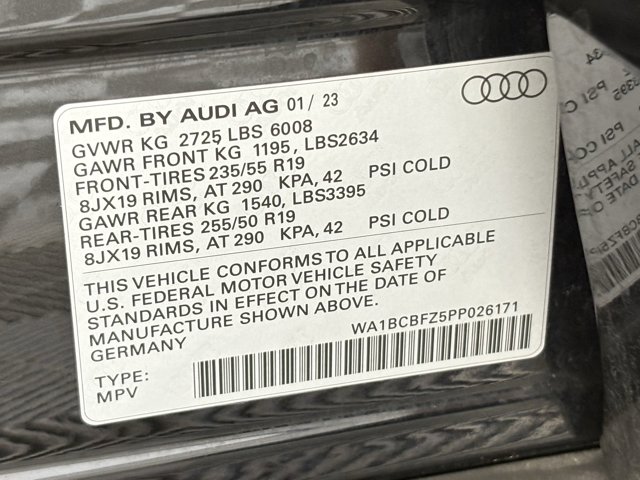 MFD. BY AUDI AG 01/ 23
GVWR KG 2725 LBS 6008
GAWR FRONT KG 1195, LBS2634
FRONT-TIRES 235/55 R19
8JX19 RIMS, AT 290 KPA, 42 PSI COLD
GAWR REAR KG 1540, LBS3395
REAR-TIRES 255/50 R19
8JX19 RIMS, AT 290 KPA, 42 PSI COLD
THIS VEHICLE CONFORMS TO ALL APPLICABLE
U.S. FEDERAL MOTOR VEHICLE SAFETY
STANDARDS IN EFFECT ON THE DATE OF
MANUFACTURE SHOWN ABOVE.
GERMANY
WA1BCBFZ5PP026171
TYPE:
MPV